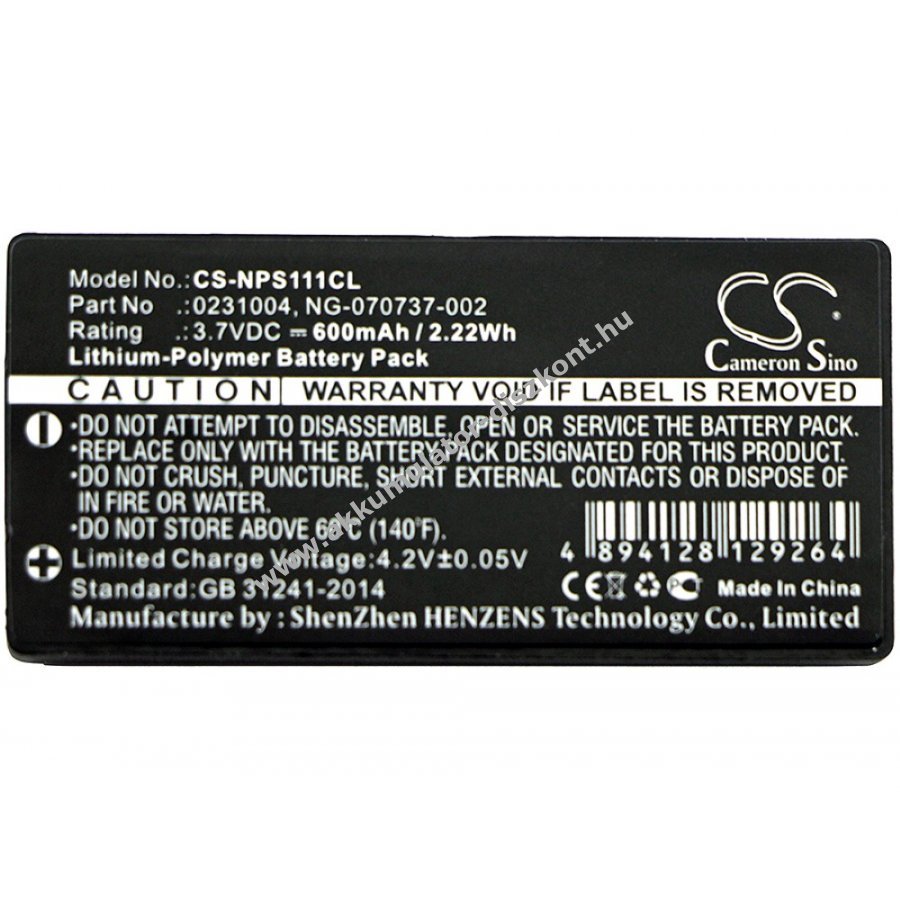 Model No.:CS-NPS111CL
Part No :0231004, NG-070737-002
Rating :3.7VDC 600mAh / 2.22Wh
Lithium-Polymer Battery Pack
CS
Cameron Sino
CAUTION WARRANTY VOID IF LABEL IS REMOVED
•DO NOT ATTEMPT TO DISASSEMBLE, OPEN OR SERVICE THE BATTERY PACK.
•REPLACE ONLY WITH THE BATTERY PACK DESIGNATED FOR THIS PRODUCT.
•DO NOT CRUSH, PUNCTURE, SHORT EXTERNAL CONTACTS OR DISPOSE OF
IN FIRE OR WATER.
•DO NOT STORE ABOVE 60°C (140°F).
Limited Charge Voltage:4.2V±0.05V
Standard:GB 31241-2014
4 894128 129264
CE Made In China
Manufacture by : ShenZhen HENZENS Technology Co., Limited
www.akkumulator-diszkont.hu